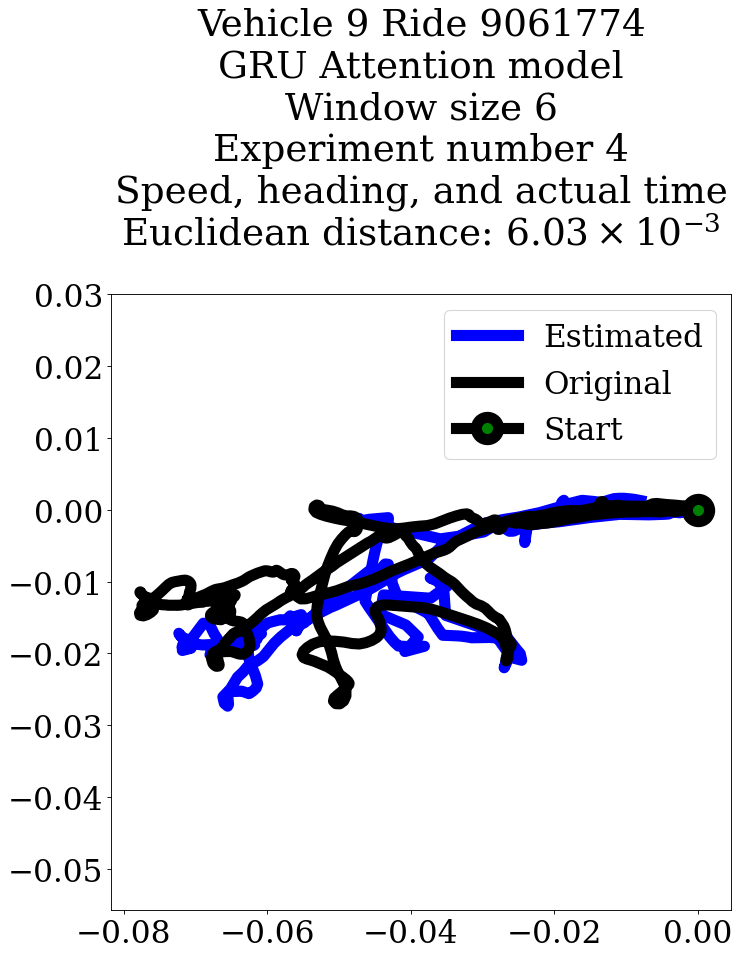 Vehicle 9 Ride 9061774
GRU Attention model
Window size 6
Experiment number 4
Speed, heading, and actual time
Euclidean distance: 6.03 × 10⁻³
Estimated
Original
Start
0.03
0.02
0.01
0.00
−0.01
−0.02
−0.03
−0.04
−0.05
−0.08 −0.06 −0.04 −0.02 0.00